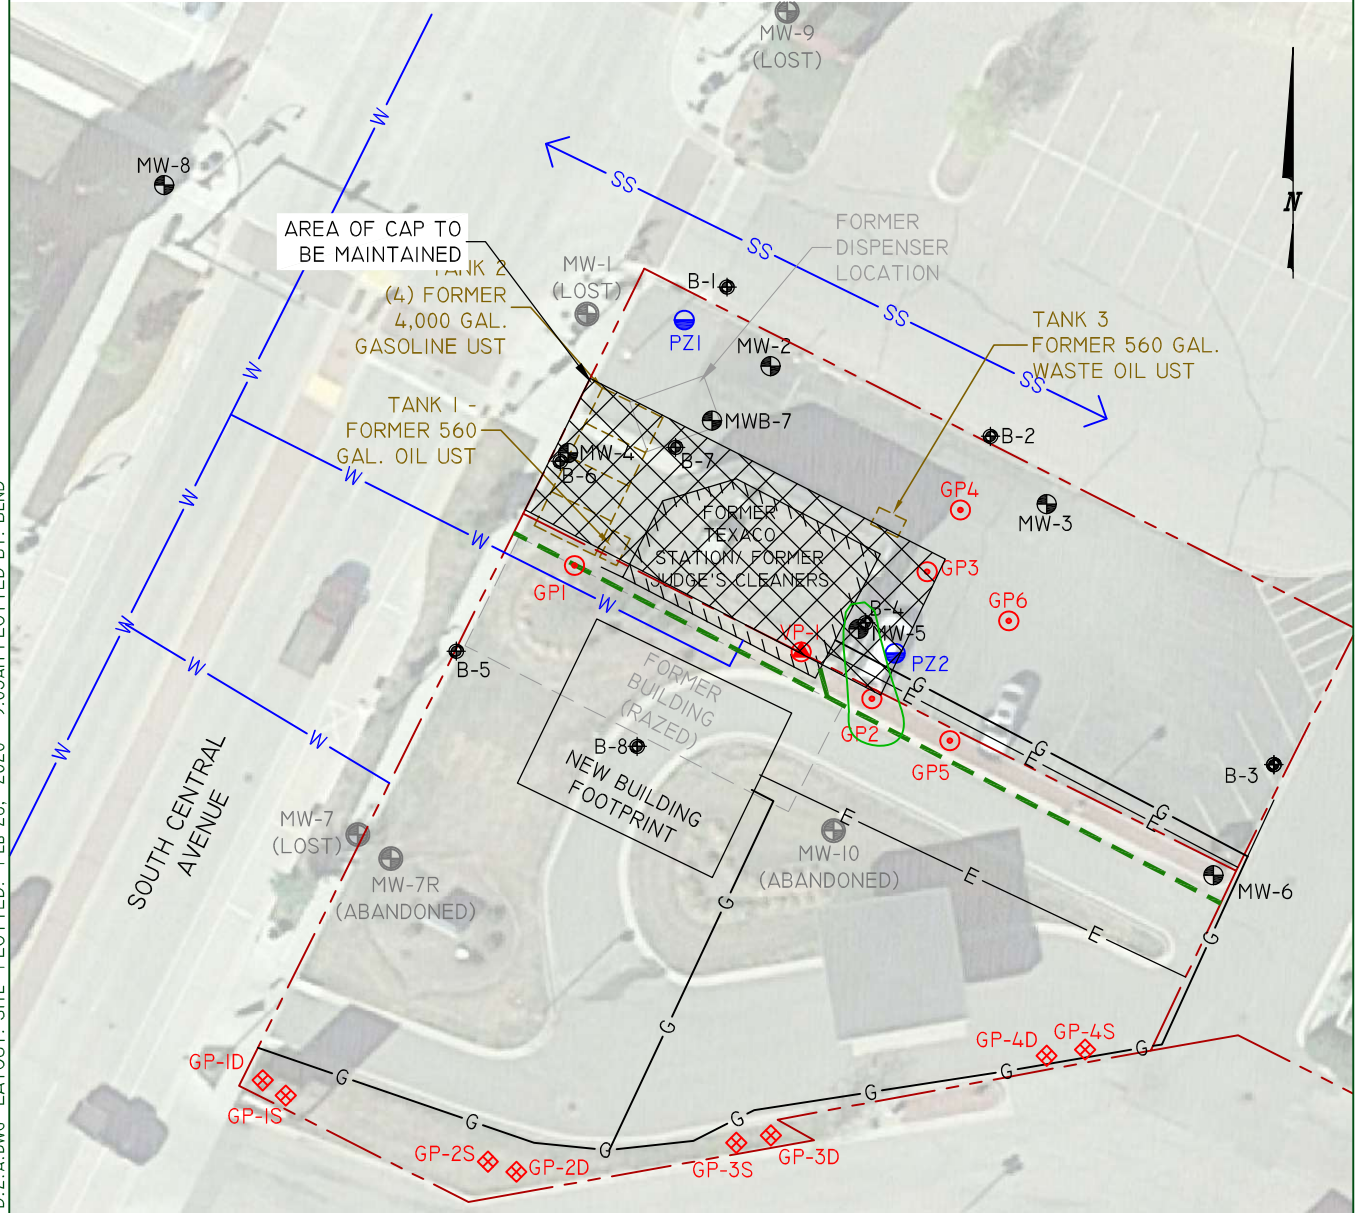 MW-9
(LOST)
W
MW-8
SS
AREA OF CAP TO
BE MAINTAINED
FORMER
DISPENSER
LOCATION
SS
N
MW-1
(LOST)
B-1
TANK 2
(4) FORMER
4,000 GAL.
GASOLINE UST
PZ1
MW-2
SS
TANK 3
FORMER 560 GAL.
WASTE OIL UST
SS
W
TANK 1 -
FORMER 560
GAL. OIL UST
MWB-7
B-2
MW-4
B-6
B-7
W
W
GP4
MW-3
FORMER
TEXACO
STATION/ FORMER
JUDGE'S CLEANERS
W
GP3
GP1
W
GP6
B-4
MW-5
VP-1
PZ2
W
W
B-5
FORMER
BUILDING
(RAZED)
G
E
GP2
GP5
G
E
W
W
B-8
NEW BUILDING
FOOTPRINT
B-3
G
E
E
SOUTH CENTRAL
AVENUE
MW-7
(LOST)
MW-7R
(ABANDONED)
MW-10
(ABANDONED)
E
MW-6
G
E
G
G
GP-1D
GP-1S
G
GP-4D
GP-4S
G
G
G
G
G
G
GP-2S
GP-2D
GP-3S
GP-3D